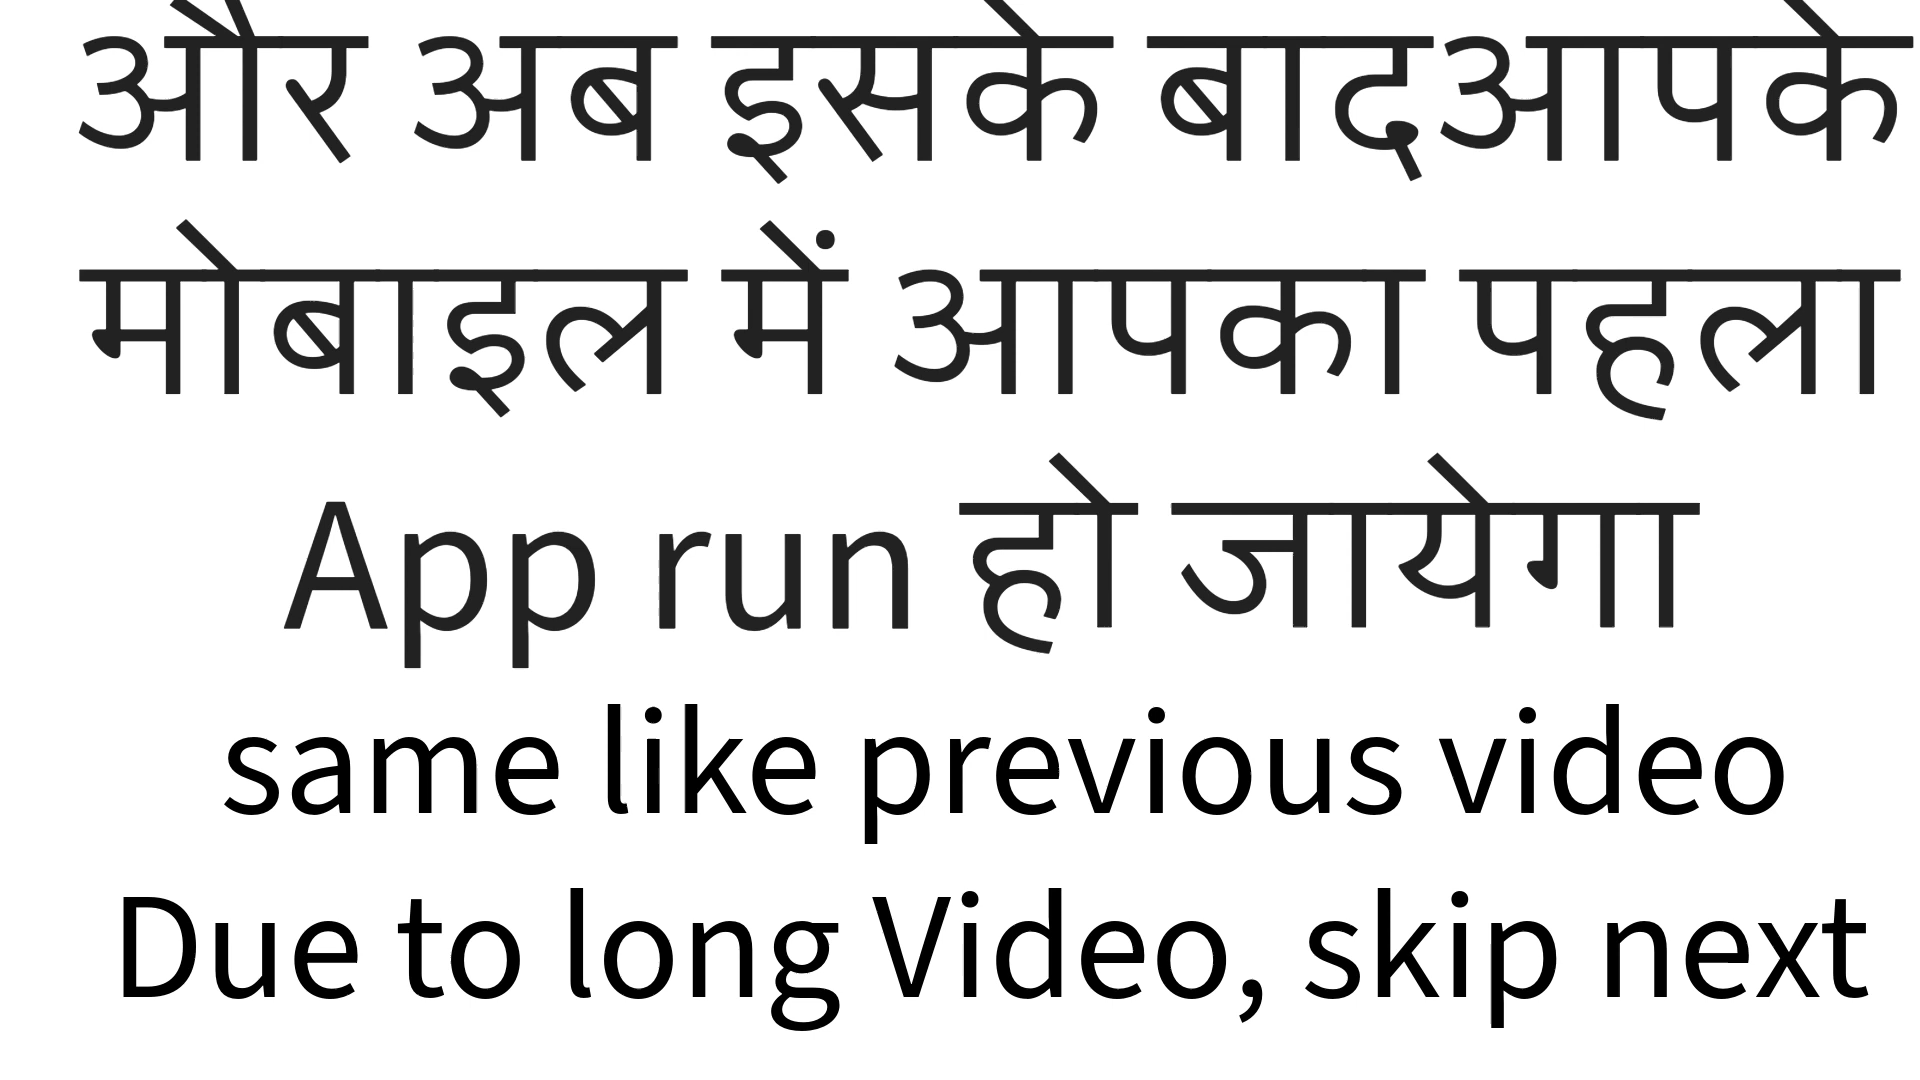 और अब इसके बादआपके
मोबाइल में आपका पहला
App run हो जायेगा
same like previous video
Due to long Video, skip next